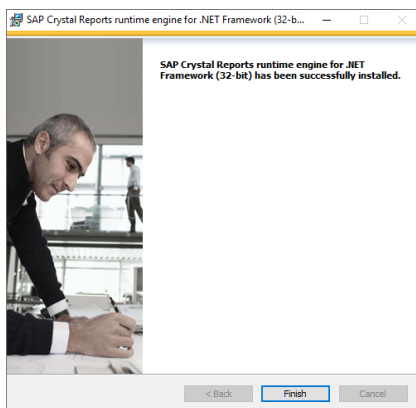 SAP Crystal Reports runtime engine for .NET Framework (32-b...
SAP Crystal Reports runtime engine for .NET
Framework (32-bit) has been successfully installed.
< Back
Finish
Cancel